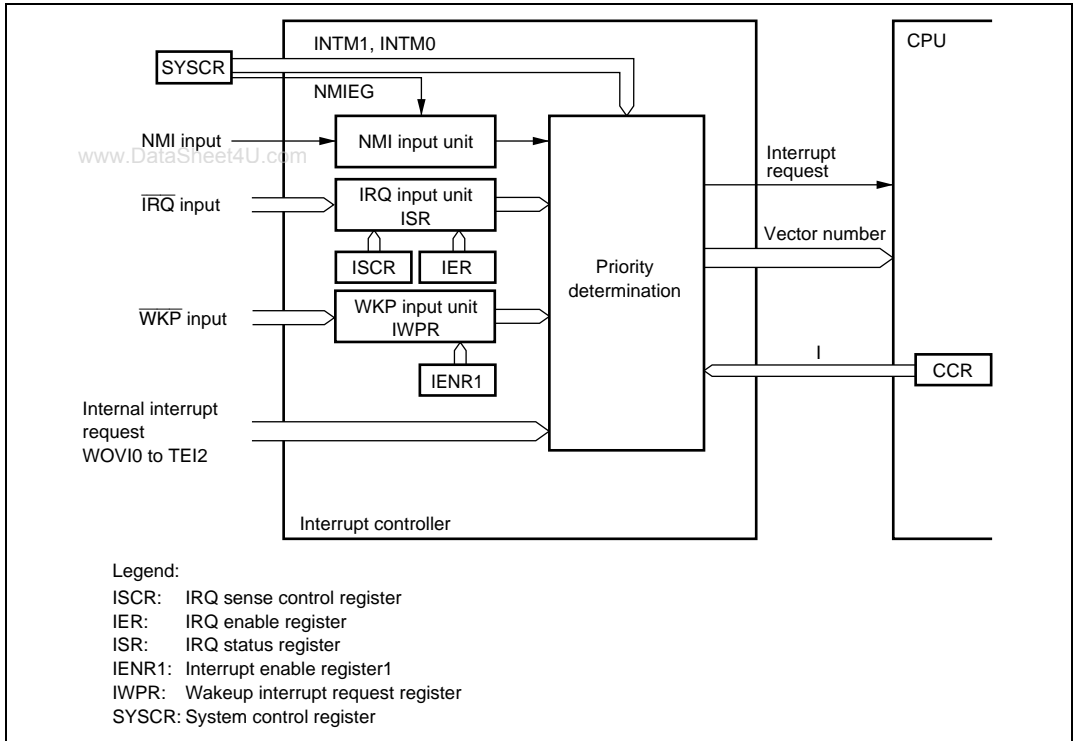 INTM1, INTM0
CPU
SYSCR
NMIEG
NMI input
NMI input unit
www.DataSheet4U.com
Interrupt
request
IRQ input
IRQ input unit
ISR
Vector number
ISCR
IER
Priority
determination
WKP input
WKP input unit
IWPR
I
IENR1
CCR
Internal interrupt
request
WOVI0 to TEI2
Interrupt controller
Legend:
ISCR: IRQ sense control register
IER: IRQ enable register
ISR: IRQ status register
IENR1: Interrupt enable register1
IWPR: Wakeup interrupt request register
SYSCR: System control register